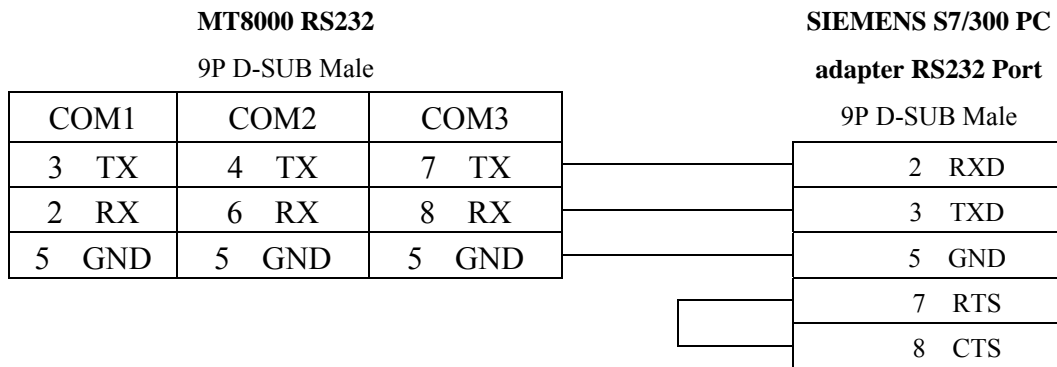 MT8000 RS232
9P D-SUB Male
COM1 COM2 COM3
3 TX 4 TX 7 TX
2 RX 6 RX 8 RX
5 GND 5 GND 5 GND
SIEMENS S7/300 PC
adapter RS232 Port
9P D-SUB Male
2 RXD
3 TXD
5 GND
7 RTS
8 CTS